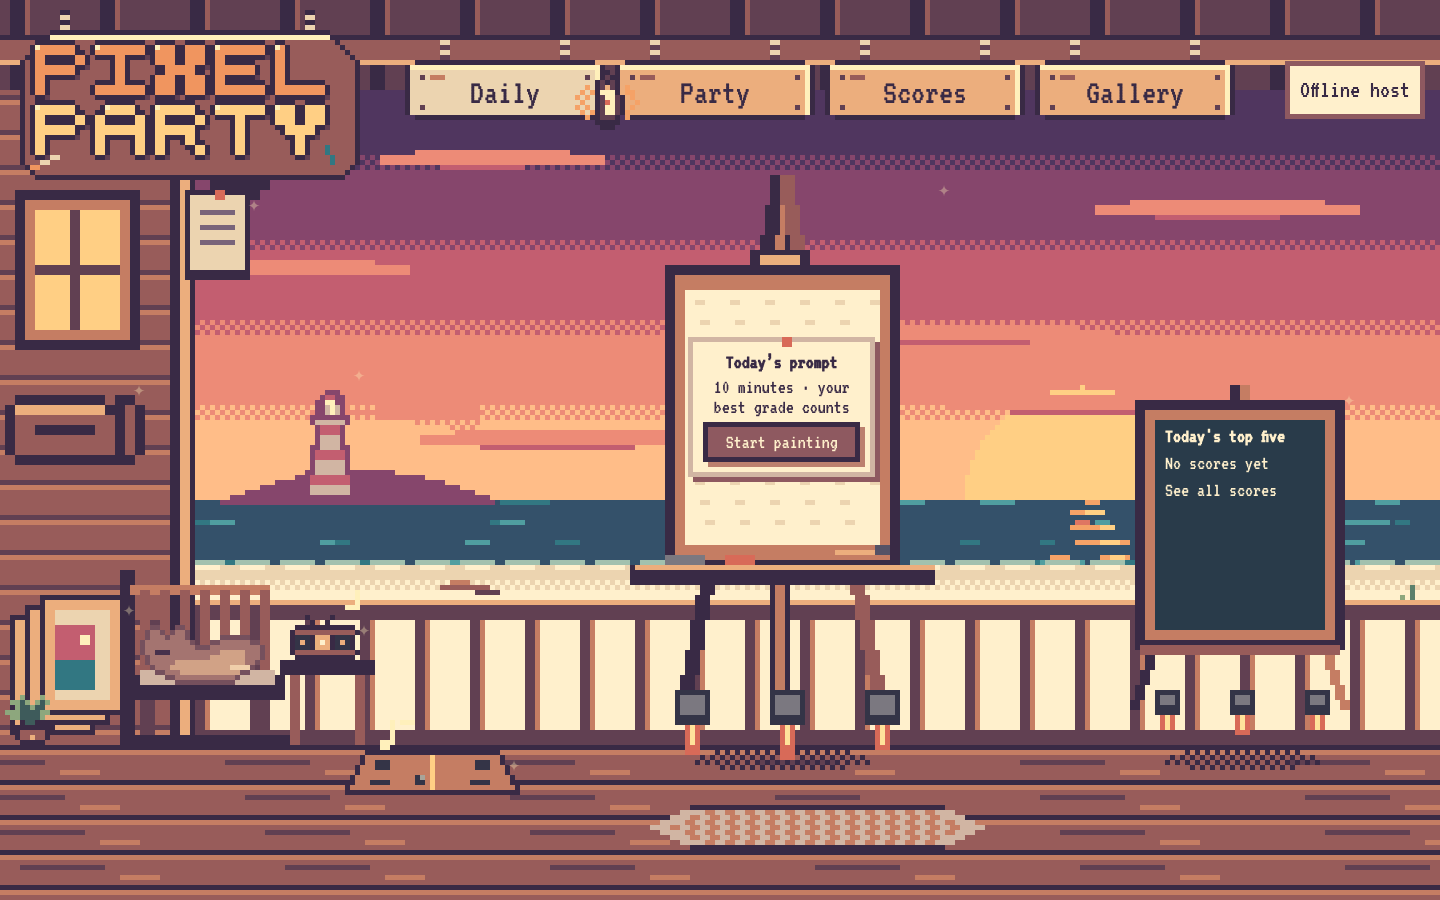 PIXEL
PARTY
Daily
Party
Scores
Gallery
Offline host
Today's prompt
10 minutes · your
best grade counts
Start painting
Today's top five
No scores yet
See all scores